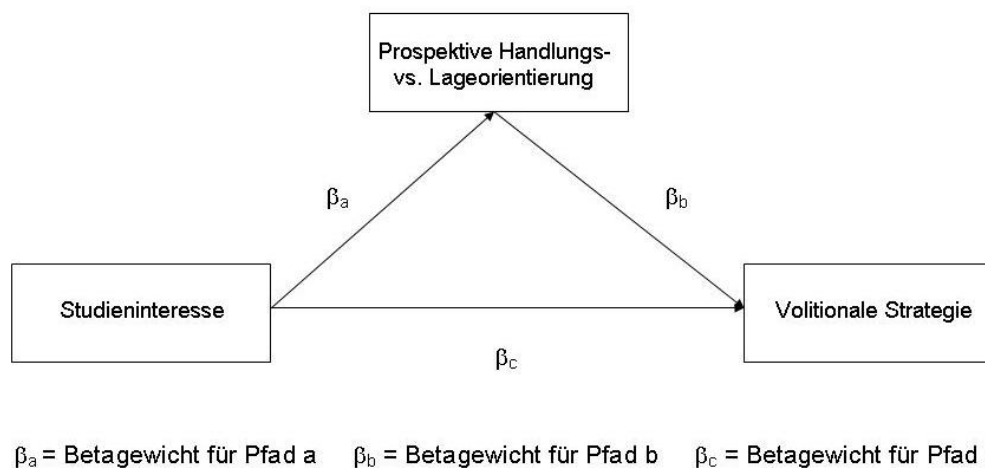 Prospektive Handlungs-
vs. Lageorientierung
βa
βb
Studieninteresse
Volitionale Strategie
βc
βa = Betagewicht für Pfad a βb = Betagewicht für Pfad b βc = Betagewicht für Pfad